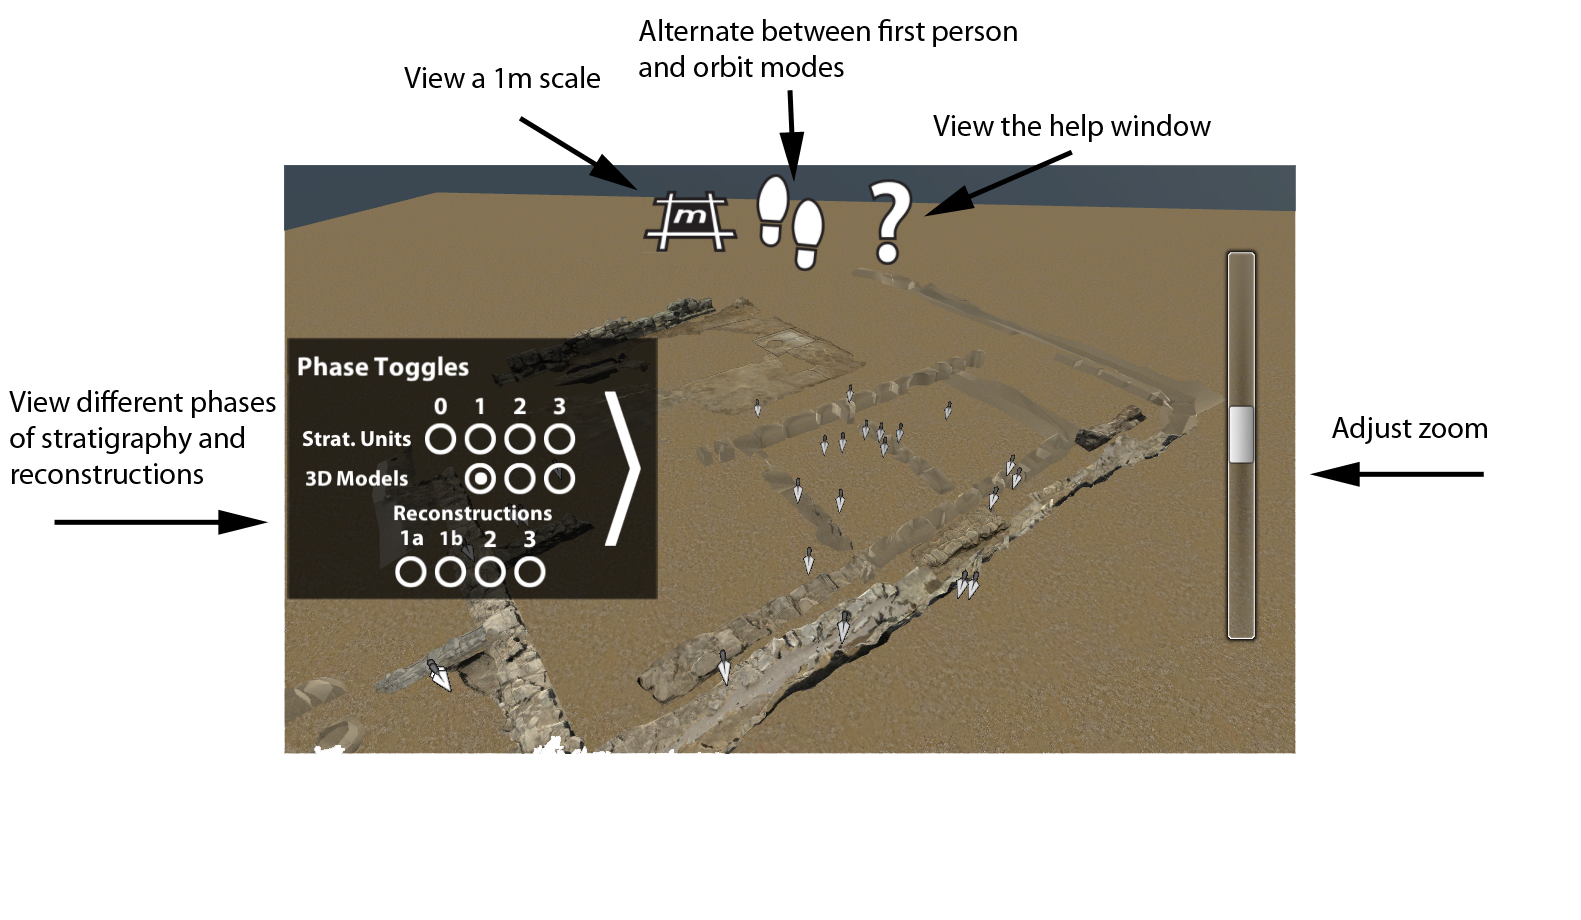 Alternate between first person
and orbit modes
View a 1m scale
View the help window
m
?
Phase Toggles
0 1 2 3
Strat. Units
3D Models
Reconstructions
1a 1b 2 3
View different phases
of stratigraphy and
reconstructions
Adjust zoom